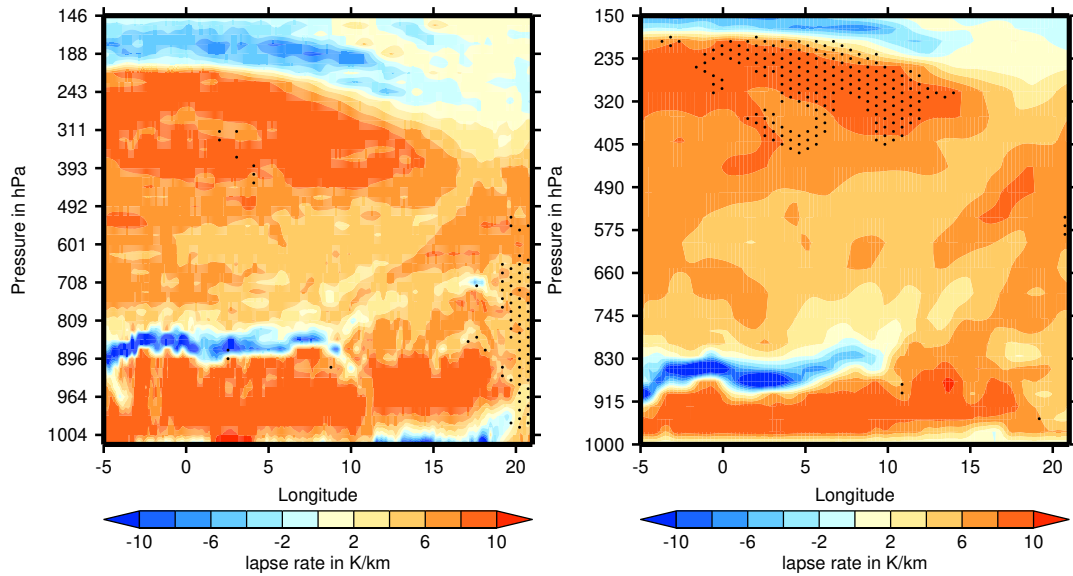 146
188
243
311
393
492
601
708
809
896
964
1004
Pressure in hPa
-5 0 5 10 15 20
Longitude
-10 -6 -2 2 6 10
lapse rate in K/km
150
235
320
405
490
575
660
745
830
915
1000
Pressure in hPa
-5 0 5 10 15 20
Longitude
-10 -6 -2 2 6 10
lapse rate in K/km